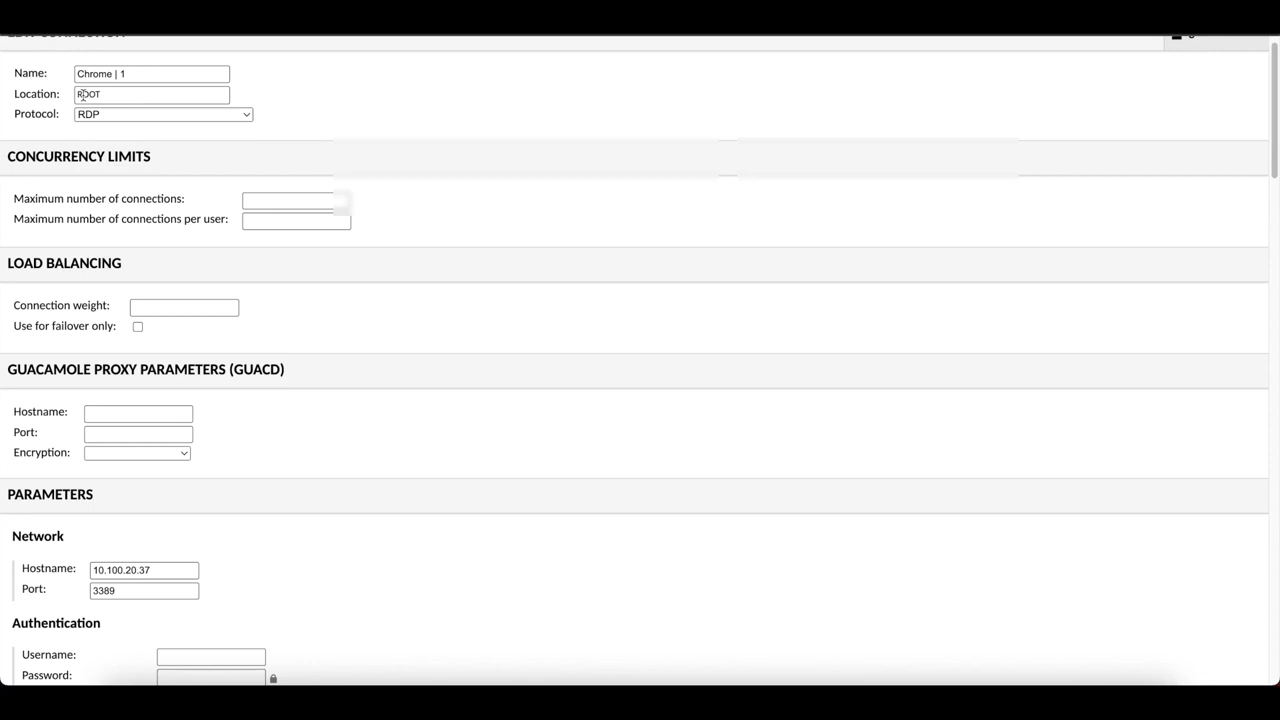 Name: Chrome | 1
Location: ROOT
Protocol: RDP
CONCURRENCY LIMITS
Maximum number of connections:
Maximum number of connections per user:
LOAD BALANCING
Connection weight:
Use for failover only:
GUACAMOLE PROXY PARAMETERS (GUACD)
Hostname:
Port:
Encryption:
PARAMETERS
Network
Hostname: 10.100.20.37
Port: 3389
Authentication
Username:
Password: